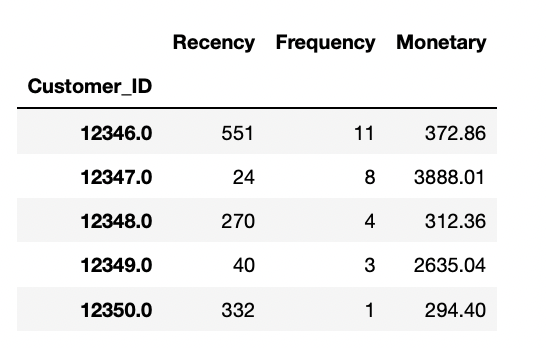 Recency Frequency Monetary
Customer_ID
12346.0 551 11 372.86
12347.0 24 8 3888.01
12348.0 270 4 312.36
12349.0 40 3 2635.04
12350.0 332 1 294.40